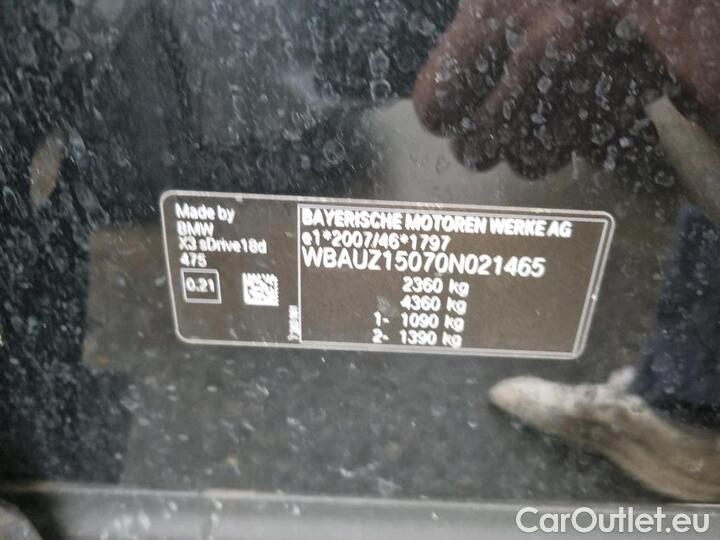 Made by
BMW
X3 sDrive18d
475
0.21
BAYERISCHE MOTOREN WERKE AG
e1*2007/46*1797
WBAUZ15070N021465
2360 kg
4360 kg
1- 1090 kg
2- 1390 kg
CarOutlet.eu